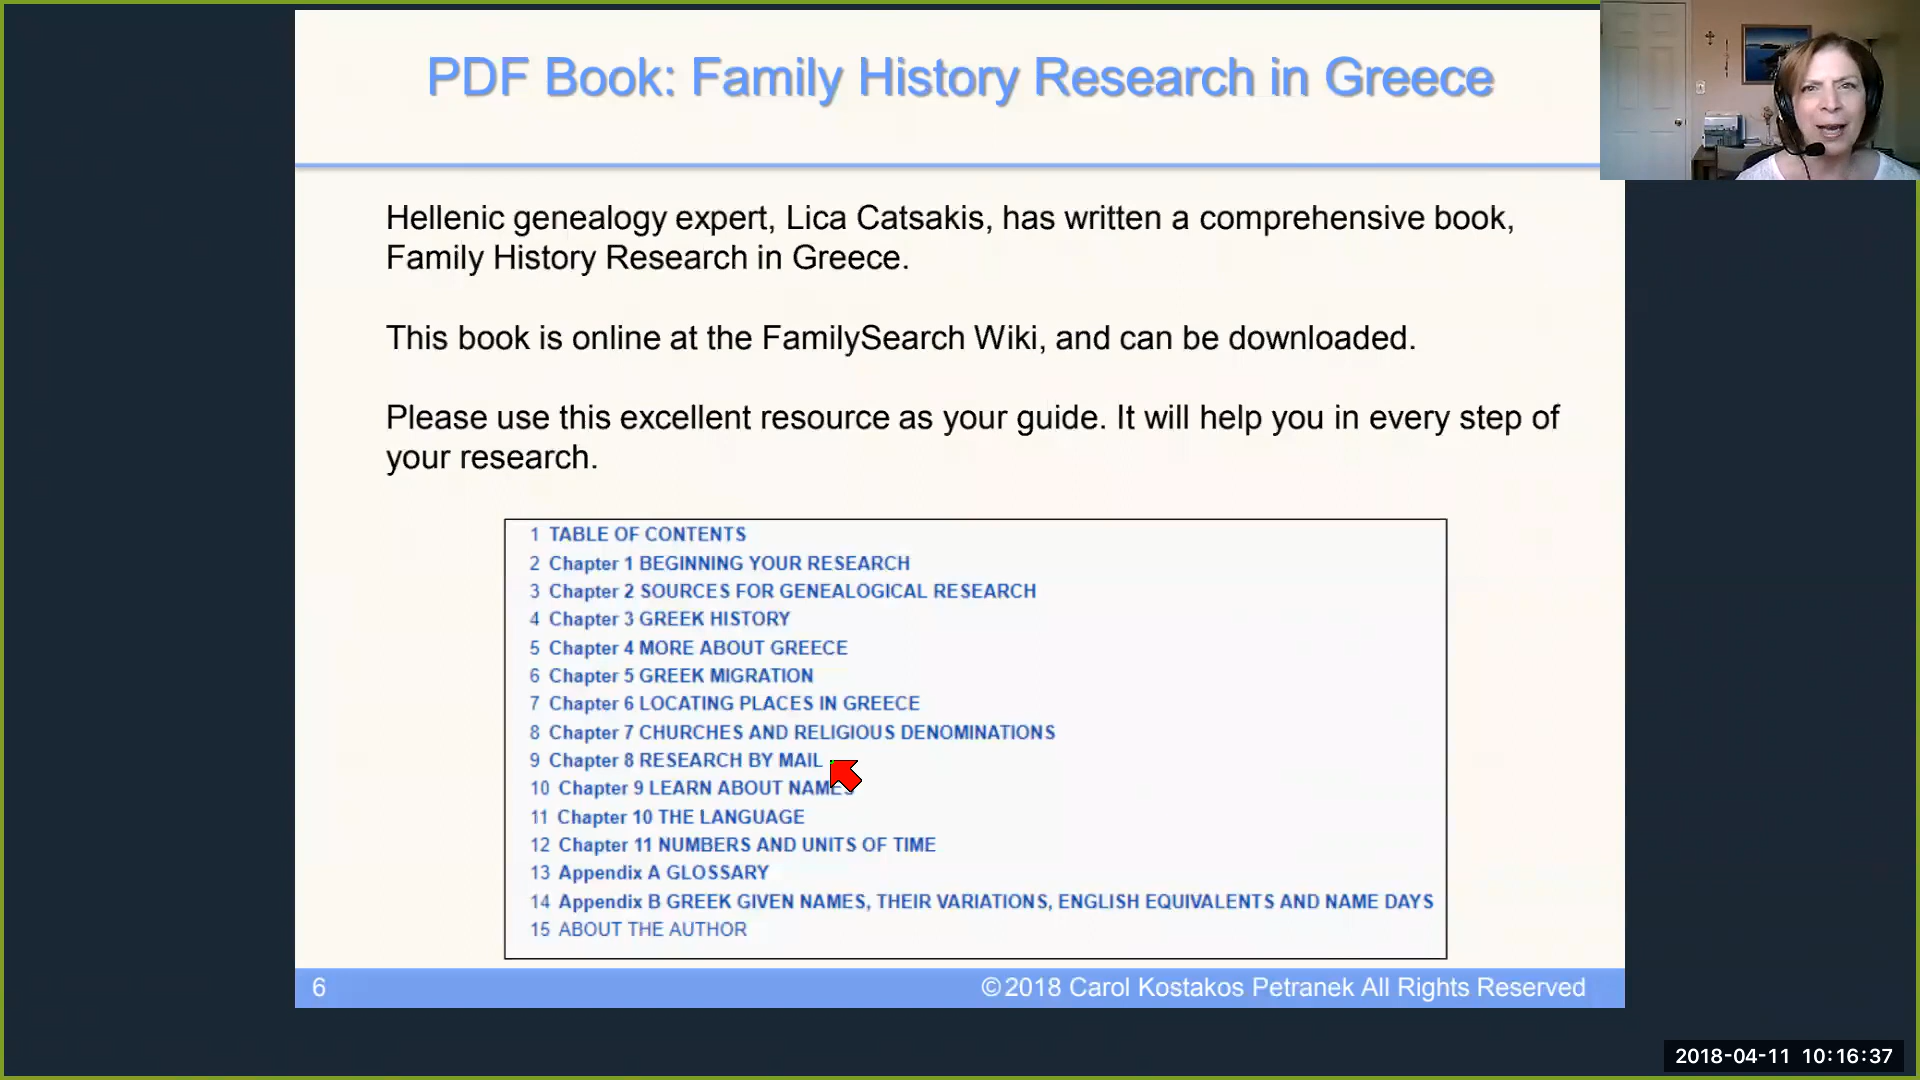 PDF Book: Family History Research in Greece
Hellenic genealogy expert, Lica Catsakis, has written a comprehensive book,
Family History Research in Greece.
This book is online at the FamilySearch Wiki, and can be downloaded.
Please use this excellent resource as your guide. It will help you in every step of
your research.
1 TABLE OF CONTENTS
2 Chapter 1 BEGINNING YOUR RESEARCH
3 Chapter 2 SOURCES FOR GENEALOGICAL RESEARCH
4 Chapter 3 GREEK HISTORY
5 Chapter 4 MORE ABOUT GREECE
6 Chapter 5 GREEK MIGRATION
7 Chapter 6 LOCATING PLACES IN GREECE
8 Chapter 7 CHURCHES AND RELIGIOUS DENOMINATIONS
9 Chapter 8 RESEARCH BY MAIL
10 Chapter 9 LEARN ABOUT NAMES
11 Chapter 10 THE LANGUAGE
12 Chapter 11 NUMBERS AND UNITS OF TIME
13 Appendix A GLOSSARY
14 Appendix B GREEK GIVEN NAMES, THEIR VARIATIONS, ENGLISH EQUIVALENTS AND NAME DAYS
15 ABOUT THE AUTHOR
6
©2018 Carol Kostakos Petranek All Rights Reserved
2018-04-11 10:16:37